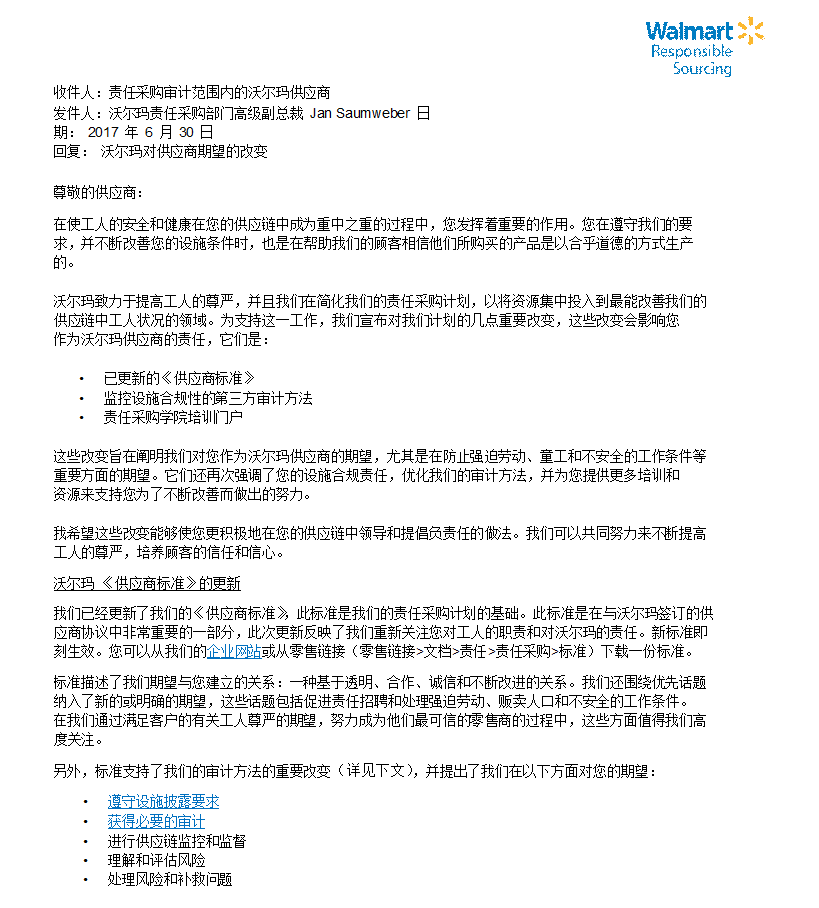 Walmart
Responsible
Sourcing
收件人：责任采购审计范围内的沃尔玛供应商
发件人：沃尔玛责任采购部门高级副总裁 Jan Saumweber 日
期： 2017 年 6 月 30 日
回复： 沃尔玛对供应商期望的改变
尊敬的供应商：
在使工人的安全和健康在您的供应链中成为重中之重的过程中，您发挥着重要的作用。您在遵守我们的要
求，并不断改善您的设施条件时，也是在帮助我们的顾客相信他们所购买的产品是以合乎道德的方式生产
的。
沃尔玛致力于提高工人的尊严，并且我们在简化我们的责任采购计划，以将资源集中投入到最能改善我们的
供应链中工人状况的领域。为支持这一工作，我们宣布对我们计划的几点重要改变，这些改变会影响您
作为沃尔玛供应商的责任，它们是：
• 已更新的《供应商标准》
• 监控设施合规性的第三方审计方法
• 责任采购学院培训门户
这些改变旨在阐明我们对您作为沃尔玛供应商的期望，尤其是在防止强迫劳动、童工和不安全的工作条件等
重要方面的期望。它们还再次强调了您的设施合规责任，优化我们的审计方法，并为您提供更多培训和
资源来支持您为了不断改善而做出的努力。
我希望这些改变能够使您更积极地在您的供应链中领导和提倡负责任的做法。我们可以共同努力来不断提高
工人的尊严，培养顾客的信任和信心。
沃尔玛 《供应商标准》的更新
我们已经更新了我们的《供应商标准》，此标准是我们的责任采购计划的基础。此标准是在与沃尔玛签订的供
应商协议中非常重要的一部分，此次更新反映了我们重新关注您对工人的职责和对沃尔玛的责任。新标准即
刻生效。您可以从我们的企业网站或从零售链接（零售链接>文档>责任>责任采购>标准）下载一份标准。
标准描述了我们期望与您建立的关系：一种基于透明、合作、诚信和不断改进的关系。我们还围绕优先话题
纳入了新的或明确的期望，这些话题包括促进责任招聘和处理强迫劳动、贩卖人口和不安全的工作条件。
在我们通过满足客户的有关工人尊严的期望，努力成为他们最可信的零售商的过程中，这些方面值得我们高
度关注。
另外，标准支持了我们的审计方法的重要改变（详见下文），并提出了我们在以下方面对您的期望：
• 遵守设施披露要求
• 获得必要的审计
• 进行供应链监控和监督
• 理解和评估风险
• 处理风险和补救问题